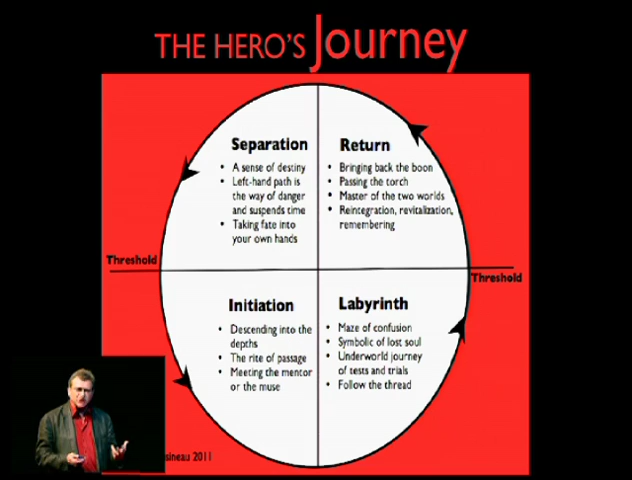 THE HERO'S Journey
Separation
• A sense of destiny
• Left-hand path is
the way of danger
and suspends time
• Taking fate into
your own hands
Return
• Bringing back the boon
• Passing the torch
• Master of the two worlds
• Reintegration, revitalization,
remembering
Threshold
Threshold
Initiation
• Descending into the
depths
• The rite of passage
• Meeting the mentor
or the muse
Labyrinth
• Maze of confusion
• Symbolic of lost soul
• Underworld journey
of tests and trials
• Follow the thread
2011